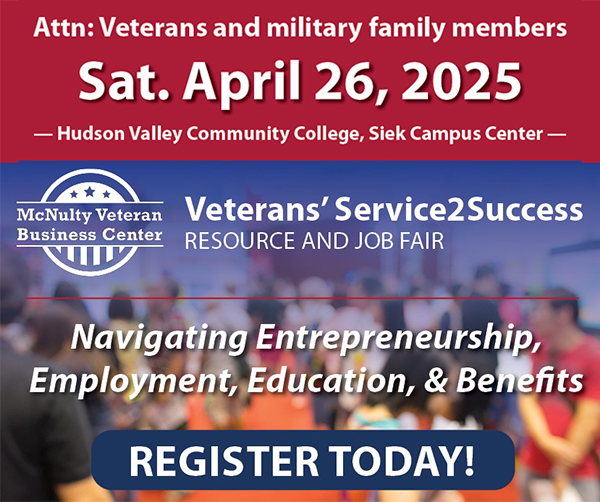 Attn: Veterans and military family members
Sat. April 26, 2025
— Hudson Valley Community College, Siek Campus Center —
McNulty Veteran
Business Center
Veterans’ Service2Success
RESOURCE AND JOB FAIR
Navigating Entrepreneurship,
Employment, Education, & Benefits
REGISTER TODAY!